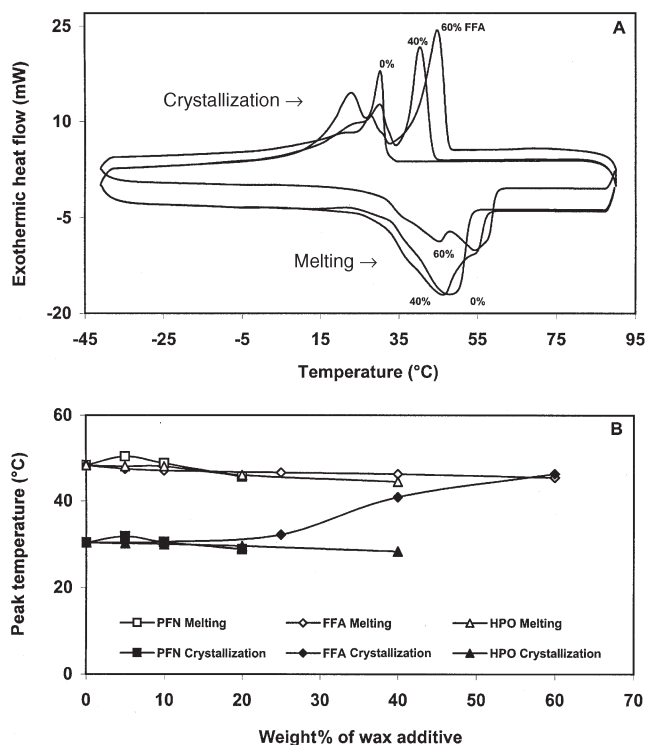 A
25
10
-5
-20
Exothermic heat flow (mW)
60% FFA
40%
0%
Crystallization →
Melting →
60%
40%
0%
-45 -25 -5 15 35 55 75 95
Temperature (°C)
B
60
40
20
0
Peak temperature (°C)
PFN Melting FFA Melting HPO Melting
PFN Crystallization FFA Crystallization HPO Crystallization
0 10 20 30 40 50 60 70
Weight% of wax additive